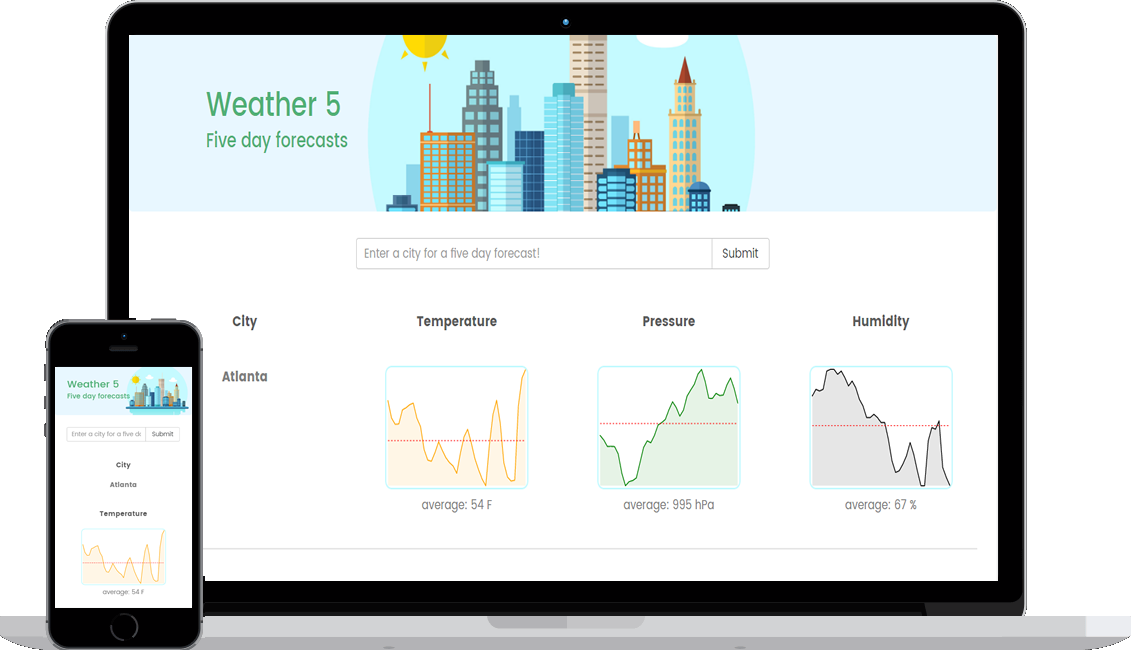 Weather 5
Five day forecasts
Enter a city for a five day forecast!
Submit
City
Temperature
Pressure
Humidity
Atlanta
average: 54 F
average: 995 hPa
average: 67 %
Weather 5
Five day forecasts
Enter a city for a five di
Submit
City
Atlanta
Temperature
average: 54 F